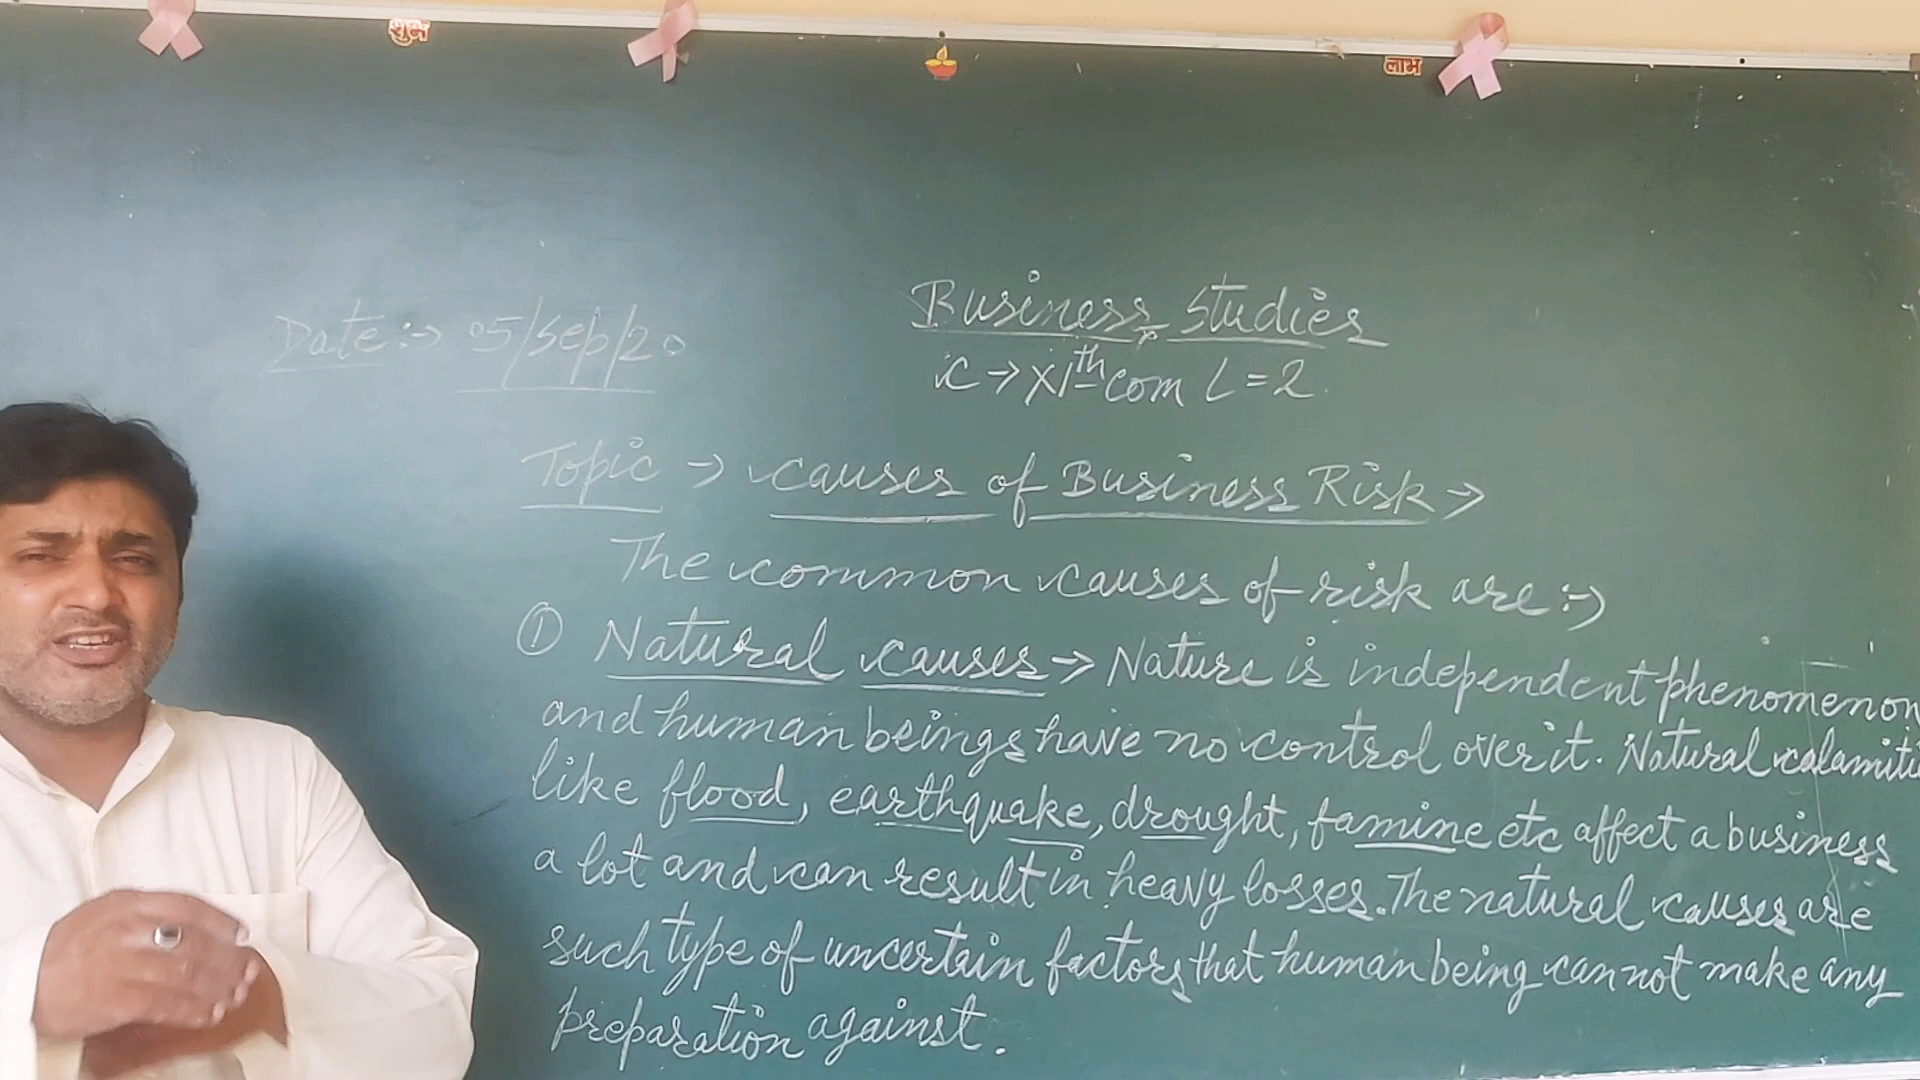 शुभ
लाभ
Date :→ 05/Sep/20
Business Studies
C → XIth Com L = 2
Topic → Causes of Business Risk →
The common causes of risk are :→
① Natural causes → Nature is independent phenomenon
and human beings have no control over it. Natural calamiti
like flood, earthquake, drought, famine etc affect a business
a lot and can result in heavy losses. The natural causes are
such type of uncertain factors that human being cannot make any
preparation against.